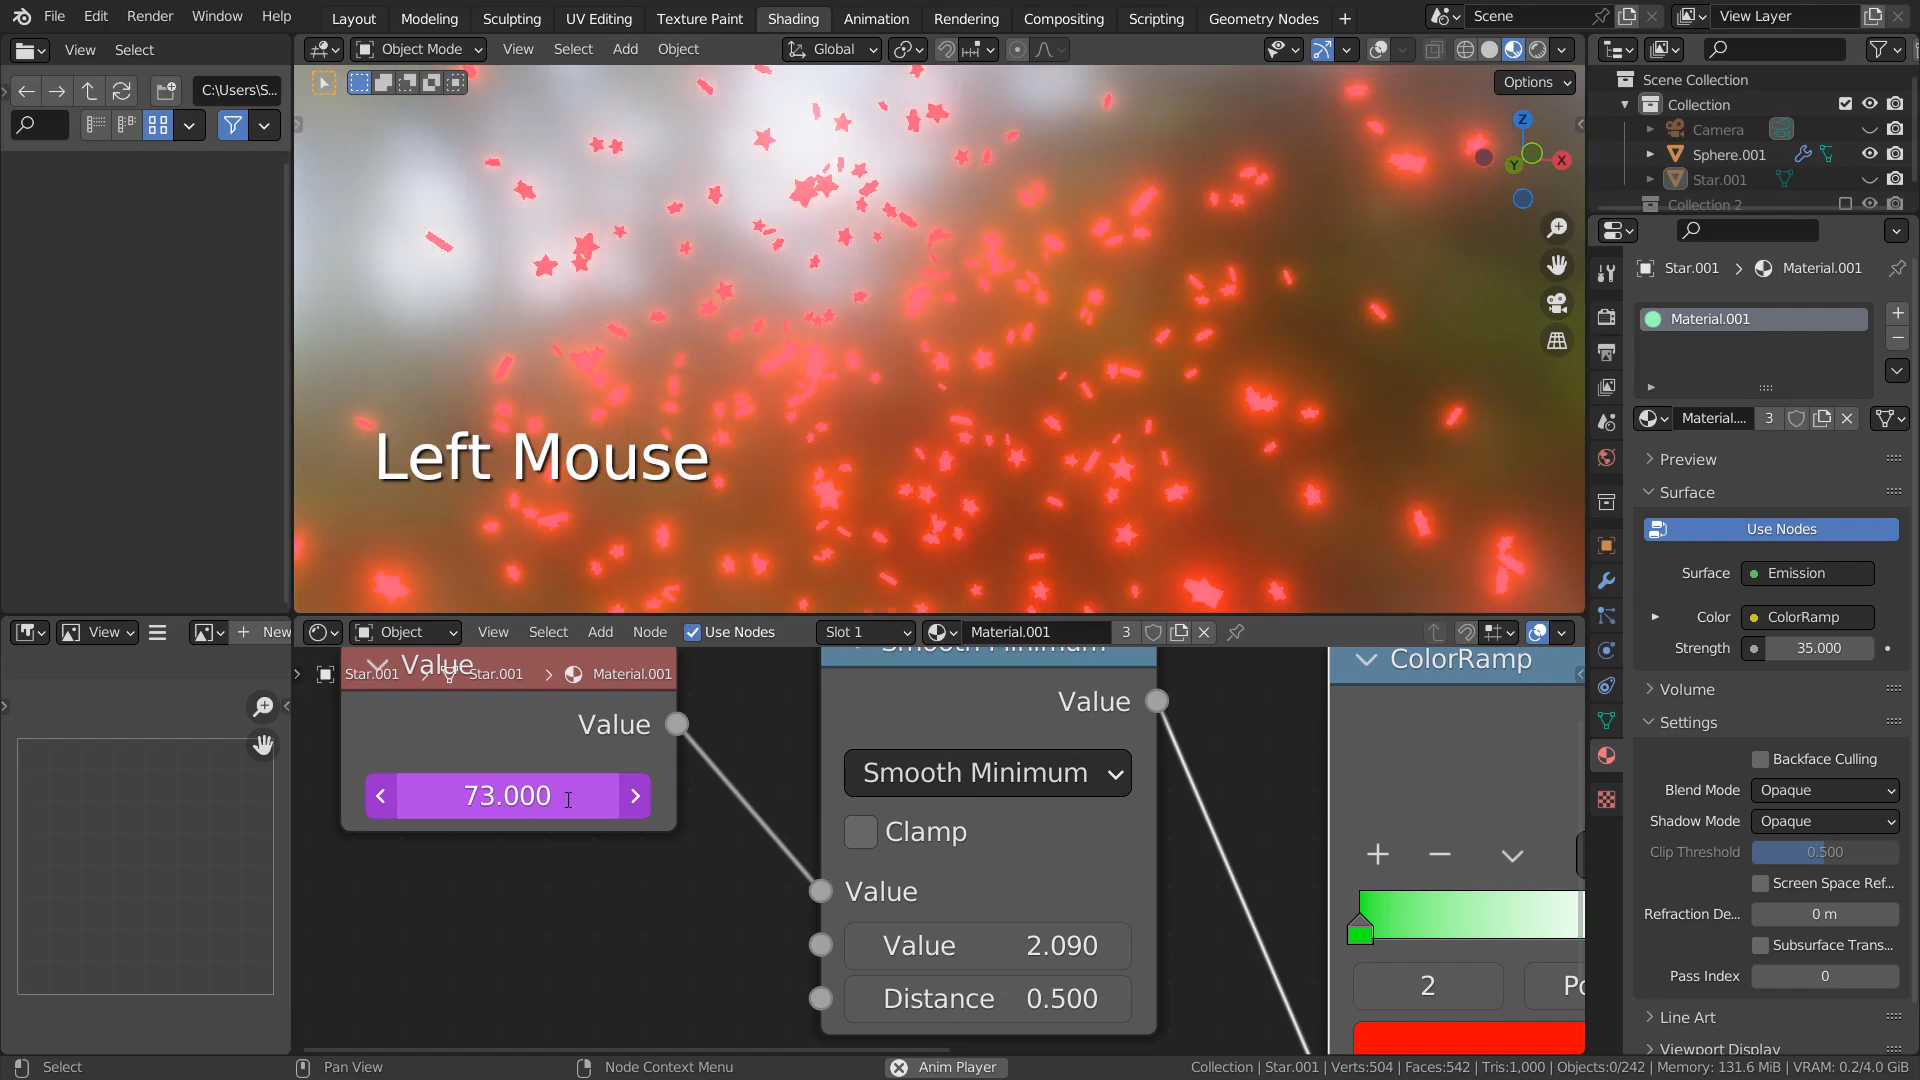 File Edit Render Window Help Layout Modeling Sculpting UV Editing Texture Paint Shading Animation Rendering Compositing Scripting Geometry Nodes + Scene View Layer
View Select
Object Mode View Select Add Object Global
C:\Users\S...
Options
Z
X
Y
Left Mouse
Scene Collection
Collection
Camera
Sphere.001
Star.001
Collection 2
Star.001 > Material.001
Material.001
Material.... 3
Preview
Surface
Use Nodes
Surface Emission
Color ColorRamp
Strength 35.000
Volume
Settings
Backface Culling
Blend Mode Opaque
Shadow Mode Opaque
Clip Threshold 0.500
Screen Space Ref...
Refraction De... 0 m
Subsurface Trans...
Pass Index 0
Line Art
Viewport Display
View + New
Object View Select Add Node Use Nodes Slot 1 Material.001 3
Value
Star.001 > Star.001 > Material.001
Value
73.000
Smooth Minimum
Value
Smooth Minimum
Clamp
Value
Value 2.090
Distance 0.500
ColorRamp
2
Select Pan View Node Context Menu Anim Player Collection | Star.001 | Verts:504 | Faces:542 | Tris:1,000 | Objects:0/242 | Memory: 131.6 MiB | VRAM: 0.2/4.0 GiB